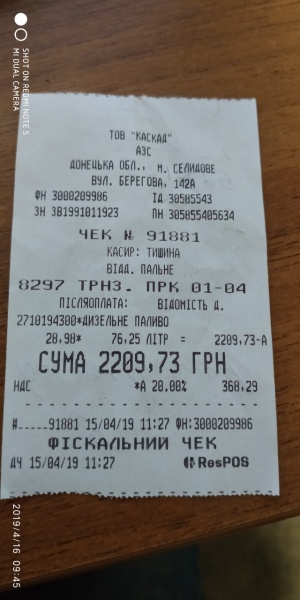 ТОВ "КАСКАД"
АЗС
ДОНЕЦЬКА ОБЛ., М. СЕЛИДОВЕ
ВУЛ. БЕРЕГОВА, 142А
ФН 3000209986 ІД 30585543
ЗН ЗВ1991011923 ПН 305855405634
ЧЕК № 91881
КАСИР: ТИШИНА
ВІДД. ПАЛЬНЕ
8297 ТРНЗ. ПРК 01-04
ПІСЛЯОПЛАТА: ВІДОМІСТЬ Д.
2710194300*ДИЗЕЛЬНЕ ПАЛИВО
28,98* 76,25 ЛІТР = 2209,73-А
СУМА 2209,73 ГРН
НДС *А 20.00% 368,29
#.....91881 15/04/19 11:27 ФН:3000209986
ФІСКАЛЬНИЙ ЧЕК
ДЧ 15/04/19 11:27 ResPOS
SHOT ON REDMI NOTE 5
MI DUAL CAMERA
2019/4/16 09:45